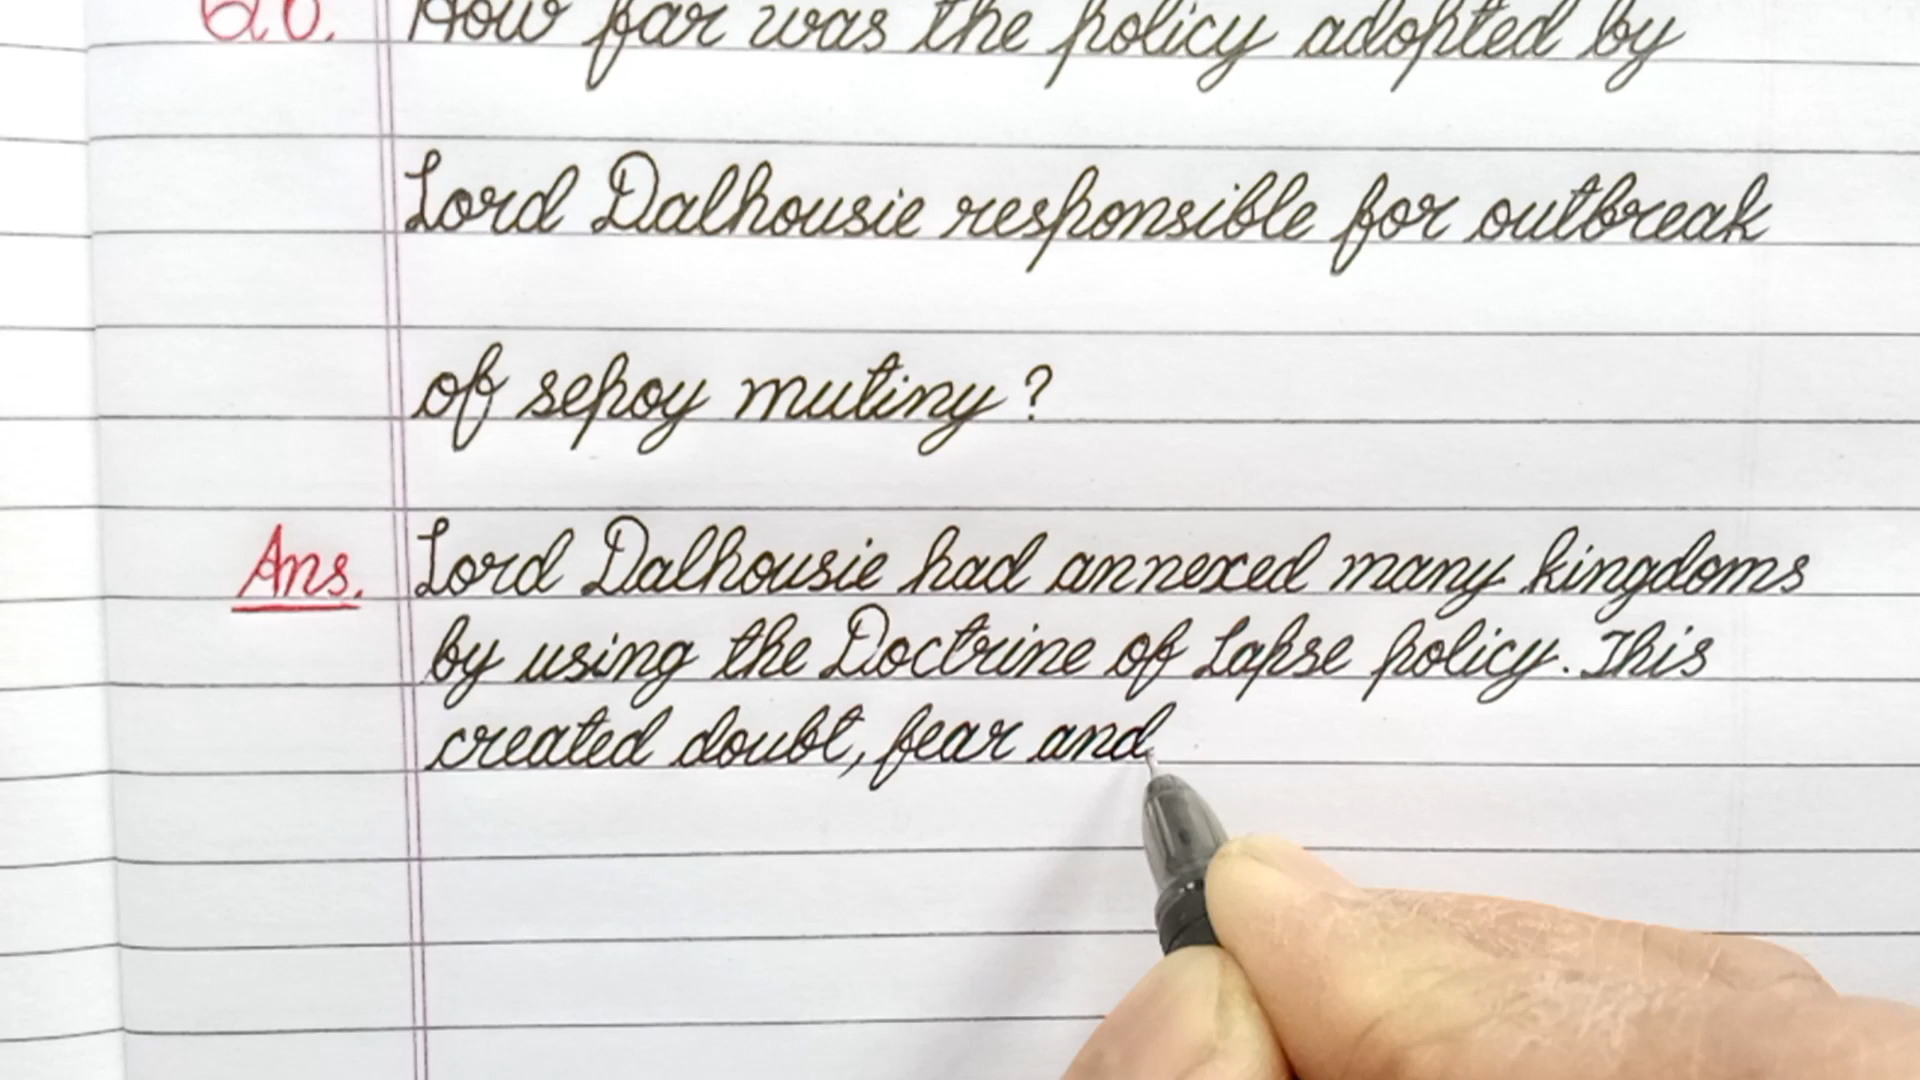 How far was the policy adopted by
Lord Dalhousie responsible for outbreak
of sepoy mutiny?
Ans. Lord Dalhousie had annexed many kingdoms
by using the Doctrine of Lapse policy. This
created doubt, fear and